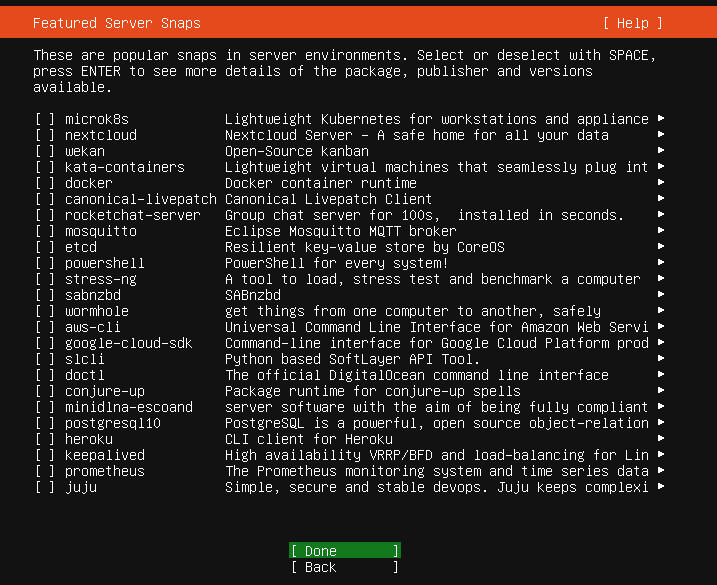 Featured Server Snaps [ Help ]
These are popular snaps in server environments. Select or deselect with SPACE,
press ENTER to see more details of the package, publisher and versions
available.
[ ] microk8s Lightweight Kubernetes for workstations and appliance ▸
[ ] nextcloud Nextcloud Server - A safe home for all your data ▸
[ ] wekan Open-Source kanban ▸
[ ] kata-containers Lightweight virtual machines that seamlessly plug int ▸
[ ] docker Docker container runtime ▸
[ ] canonical-livepatch Canonical Livepatch Client ▸
[ ] rocketchat-server Group chat server for 100s,  installed in seconds. ▸
[ ] mosquitto Eclipse Mosquitto MQTT broker ▸
[ ] etcd Resilient key-value store by CoreOS ▸
[ ] powershell PowerShell for every system! ▸
[ ] stress-ng A tool to load, stress test and benchmark a computer ▸
[ ] sabnzbd SABnzbd ▸
[ ] wormhole get things from one computer to another, safely ▸
[ ] aws-cli Universal Command Line Interface for Amazon Web Servi ▸
[ ] google-cloud-sdk Command-line interface for Google Cloud Platform prod ▸
[ ] slcli Python based SoftLayer API Tool. ▸
[ ] doctl The official DigitalOcean command line interface ▸
[ ] conjure-up Package runtime for conjure-up spells ▸
[ ] minidlna-escoand server software with the aim of being fully compliant ▸
[ ] postgresql10 PostgreSQL is a powerful, open source object-relation ▸
[ ] heroku CLI client for Heroku ▸
[ ] keepalived High availability VRRP/BFD and load-balancing for Lin ▸
[ ] prometheus The Prometheus monitoring system and time series data ▸
[ ] juju Simple, secure and stable devops. Juju keeps complexi ▸
[ Done ]
[ Back ]